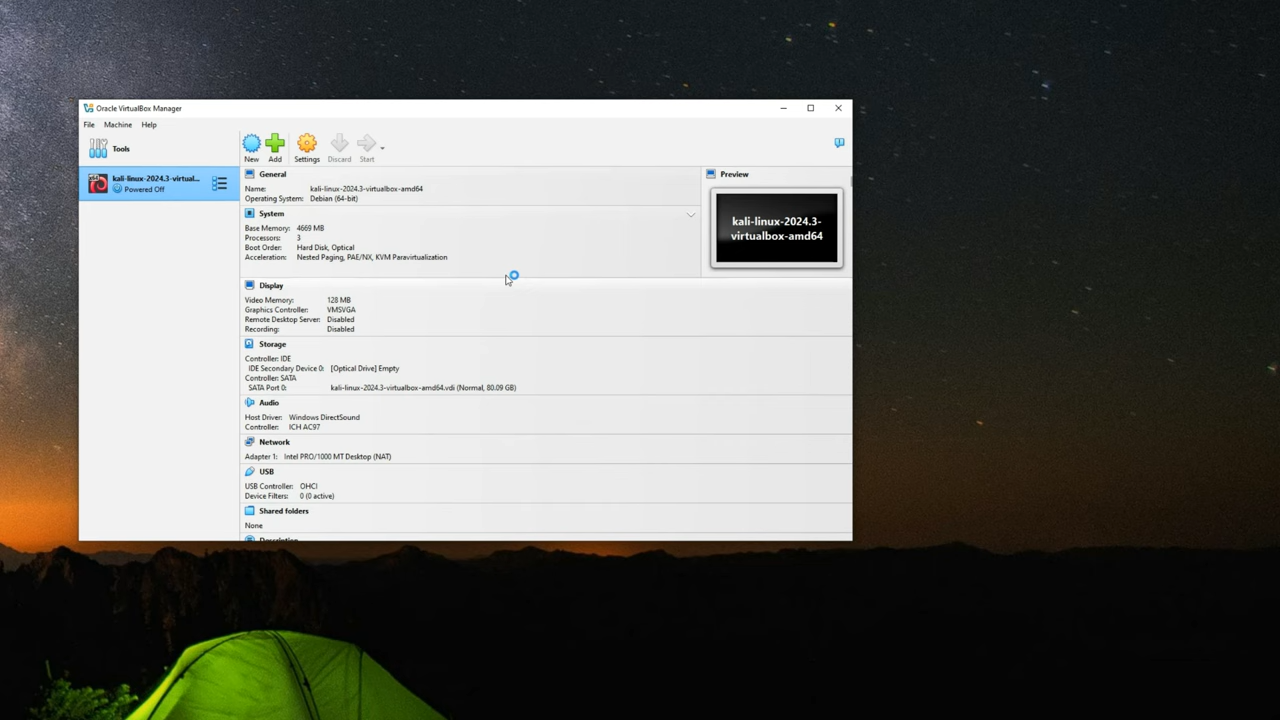 Oracle VirtualBox Manager
File Machine Help
Tools
New Add Settings Discard Start
kali-linux-2024.3-virtual...
Powered Off
General
Name: kali-linux-2024.3-virtualbox-amd64
Operating System: Debian (64-bit)
System
Base Memory: 4669 MB
Processors: 3
Boot Order: Hard Disk, Optical
Acceleration: Nested Paging, PAE/NX, KVM Paravirtualization
Preview
kali-linux-2024.3-
virtualbox-amd64
Display
Video Memory: 128 MB
Graphics Controller: VMSVGA
Remote Desktop Server: Disabled
Recording: Disabled
Storage
Controller: IDE
IDE Secondary Device 0: [Optical Drive] Empty
Controller: SATA
SATA Port 0: kali-linux-2024.3-virtualbox-amd64.vdi (Normal, 80.09 GB)
Audio
Host Driver: Windows DirectSound
Controller: ICH AC97
Network
Adapter 1: Intel PRO/1000 MT Desktop (NAT)
USB
USB Controller: OHCI
Device Filters: 0 (0 active)
Shared folders
None
Description